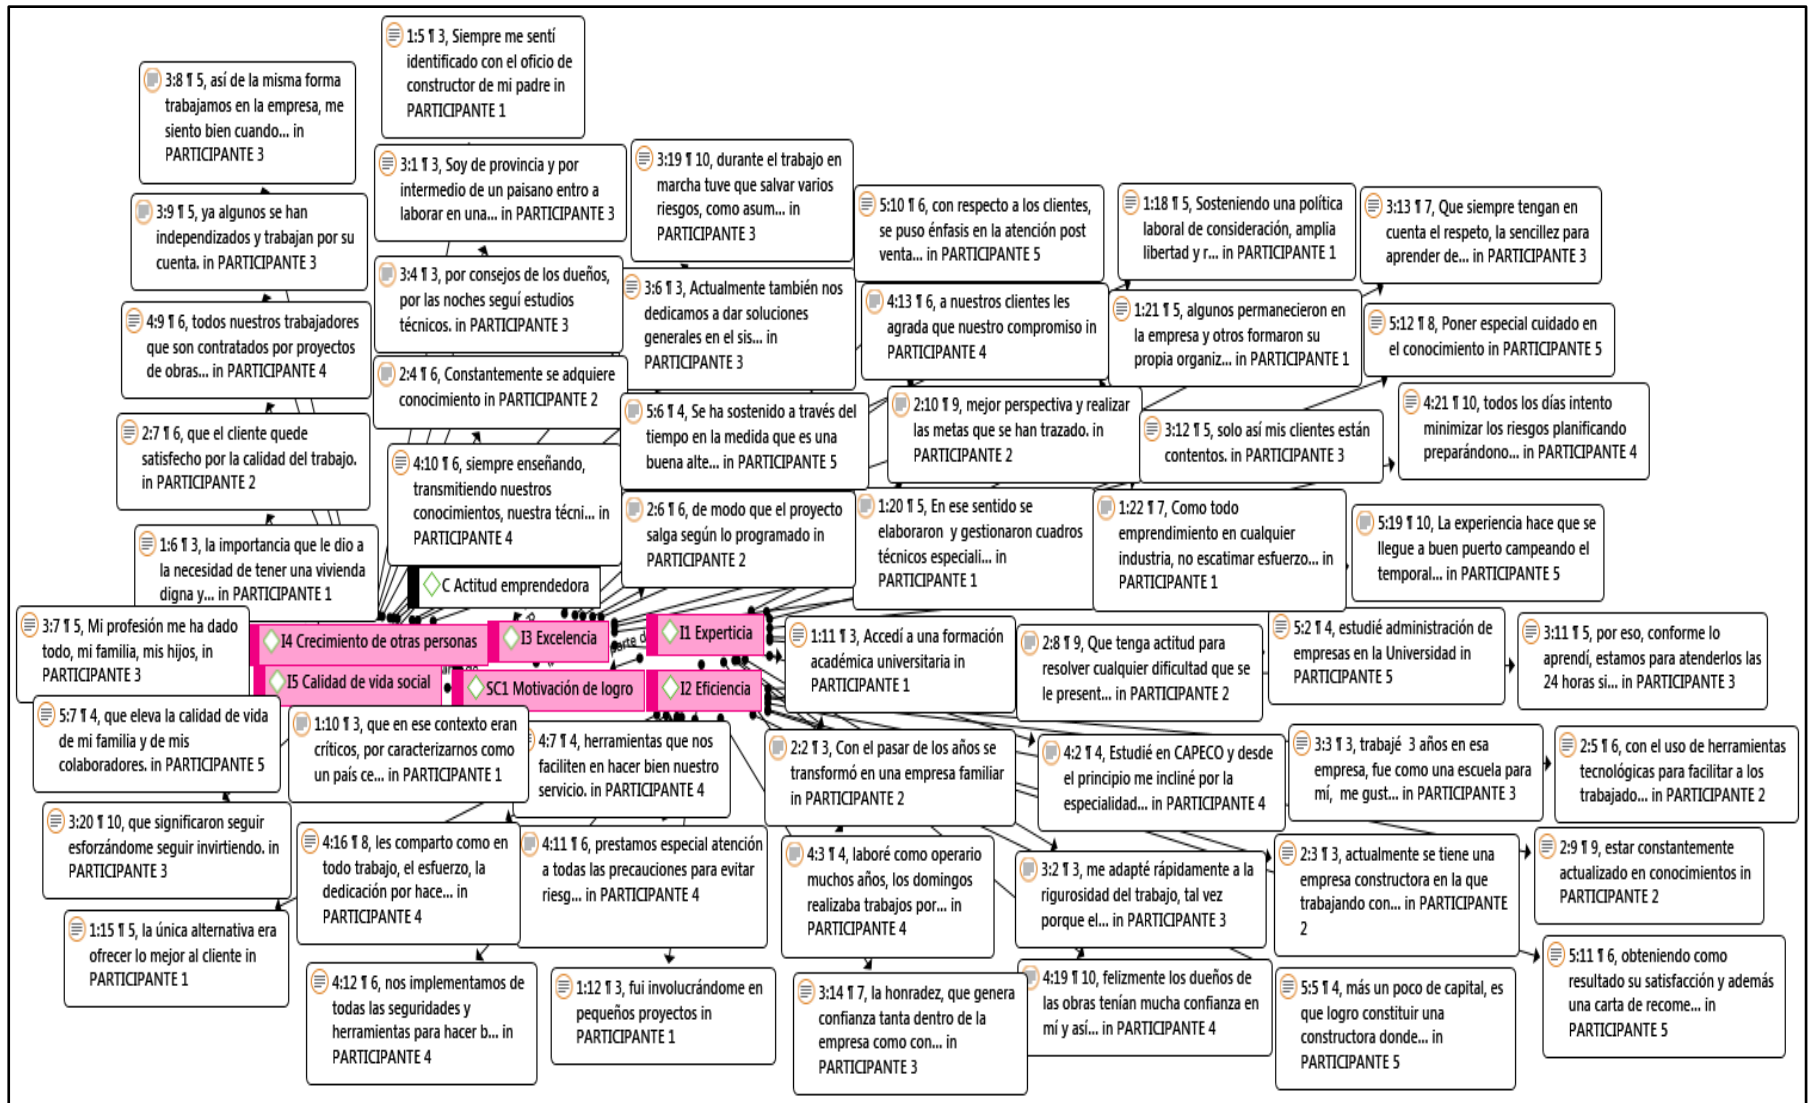 1:5 ¶ 3, Siempre me sentí
identificado con el oficio de
constructor de mi padre in
PARTICIPANTE 1
3:8 ¶ 5, así de la misma forma
trabajamos en la empresa, me
siento bien cuando... in
PARTICIPANTE 3
3:1 ¶ 3, Soy de provincia y por
intermedio de un paisano entro a
laborar en una... in PARTICIPANTE 3
3:19 ¶ 10, durante el trabajo en
marcha tuve que salvar varios
riesgos, como asum... in
PARTICIPANTE 3
5:10 ¶ 6, con respecto a los clientes,
se puso énfasis en la atención post
venta... in PARTICIPANTE 5
1:18 ¶ 5, Sosteniendo una política
laboral de consideración, amplia
libertad y r... in PARTICIPANTE 1
3:13 ¶ 7, Que siempre tengan en
cuenta el respeto, la sencillez para
aprender de... in PARTICIPANTE 3
3:9 ¶ 5, ya algunos se han
independizados y trabajan por su
cuenta. in PARTICIPANTE 3
3:4 ¶ 3, por consejos de los dueños,
por las noches seguí estudios
técnicos. in PARTICIPANTE 3
3:6 ¶ 3, Actualmente también nos
dedicamos a dar soluciones
generales en el sis... in
PARTICIPANTE 3
4:13 ¶ 6, a nuestros clientes les
agrada que nuestro compromiso in
PARTICIPANTE 4
1:21 ¶ 5, algunos permanecieron en
la empresa y otros formaron su
propia organiz... in PARTICIPANTE 1
5:12 ¶ 8, Poner especial cuidado en
el conocimiento in PARTICIPANTE 5
4:9 ¶ 6, todos nuestros trabajadores
que son contratados por proyectos
de obras... in PARTICIPANTE 4
2:4 ¶ 6, Constantemente se adquiere
conocimiento in PARTICIPANTE 2
5:6 ¶ 4, Se ha sostenido a través del
tiempo en la medida que es una
buena alte... in PARTICIPANTE 5
2:10 ¶ 9, mejor perspectiva y realizar
las metas que se han trazado. in
PARTICIPANTE 2
3:12 ¶ 5, solo así mis clientes están
contentos. in PARTICIPANTE 3
4:21 ¶ 10, todos los días intento
minimizar los riesgos planificando
preparándono... in PARTICIPANTE 4
2:7 ¶ 6, que el cliente quede
satisfecho por la calidad del trabajo.
in PARTICIPANTE 2
4:10 ¶ 6, siempre enseñando,
transmitiendo nuestros
conocimientos, nuestra técni... in
PARTICIPANTE 4
2:6 ¶ 6, de modo que el proyecto
salga según lo programado in
PARTICIPANTE 2
1:20 ¶ 5, En ese sentido se
elaboraron y gestionaron cuadros
técnicos especiali... in
PARTICIPANTE 1
1:22 ¶ 7, Como todo
emprendimiento en cualquier
industria, no escatimar esfuerzo... in
PARTICIPANTE 1
5:19 ¶ 10, La experiencia hace que se
llegue a buen puerto campeando el
temporal... in PARTICIPANTE 5
1:6 ¶ 3, la importancia que le dio a
la necesidad de tener una vivienda
digna y... in PARTICIPANTE 1
C Actitud emprendedora
I4 Crecimiento de otras personas
I3 Excelencia
I1 Experticia
I5 Calidad de vida social
SC1 Motivación de logro
I2 Eficiencia
3:7 ¶ 5, Mi profesión me ha dado
todo, mi familia, mis hijos, in
PARTICIPANTE 3
1:11 ¶ 3, Accedí a una formación
académica universitaria in
PARTICIPANTE 1
2:8 ¶ 9, Que tenga actitud para
resolver cualquier dificultad que se
le present... in PARTICIPANTE 2
5:2 ¶ 4, estudié administración de
empresas en la Universidad in
PARTICIPANTE 5
3:11 ¶ 5, por eso, conforme lo
aprendí, estamos para atenderlos las
24 horas si... in PARTICIPANTE 3
5:7 ¶ 4, que eleva la calidad de vida
de mi familia y de mis
colaboradores. in PARTICIPANTE 5
1:10 ¶ 3, que en ese contexto eran
críticos, por caracterizarnos como
un país ce... in PARTICIPANTE 1
4:7 ¶ 4, herramientas que nos
faciliten en hacer bien nuestro
servicio. in PARTICIPANTE 4
2:2 ¶ 3, Con el pasar de los años se
transformó en una empresa familiar
in PARTICIPANTE 2
4:2 ¶ 4, Estudié en CAPECO y desde
el principio me incliné por la
especialidad... in PARTICIPANTE 4
3:3 ¶ 3, trabajé 3 años en esa
empresa, fue como una escuela para
mí, me gust... in PARTICIPANTE 3
2:5 ¶ 6, con el uso de herramientas
tecnológicas para facilitar a los
trabajado... in PARTICIPANTE 2
3:20 ¶ 10, que significaron seguir
esforzándome seguir invirtiendo. in
PARTICIPANTE 3
4:16 ¶ 8, les comparto como en
todo trabajo, el esfuerzo, la
dedicación por hace... in
PARTICIPANTE 4
4:11 ¶ 6, prestamos especial atención
a todas las precauciones para evitar
riesg... in PARTICIPANTE 4
4:3 ¶ 4, laboré como operario
muchos años, los domingos
realizaba trabajos por... in
PARTICIPANTE 4
3:2 ¶ 3, me adapté rápidamente a la
rigurosidad del trabajo, tal vez
porque el... in PARTICIPANTE 3
2:3 ¶ 3, actualmente se tiene una
empresa constructora en la que
trabajando con... in PARTICIPANTE
2
2:9 ¶ 9, estar constantemente
actualizado en conocimientos in
PARTICIPANTE 2
1:15 ¶ 5, la única alternativa era
ofrecer lo mejor al cliente in
PARTICIPANTE 1
4:12 ¶ 6, nos implementamos de
todas las seguridades y
herramientas para hacer b... in
PARTICIPANTE 4
1:12 ¶ 3, fui involucrándome en
pequeños proyectos in
PARTICIPANTE 1
3:14 ¶ 7, la honradez, que genera
confianza tanta dentro de la
empresa como con... in
PARTICIPANTE 3
4:19 ¶ 10, felizmente los dueños de
las obras tenían mucha confianza en
mí y así... in PARTICIPANTE 4
5:5 ¶ 4, más un poco de capital, es
que logro constituir una
constructora donde... in
PARTICIPANTE 5
5:11 ¶ 6, obteniendo como
resultado su satisfacción y además
una carta de recome... in
PARTICIPANTE 5